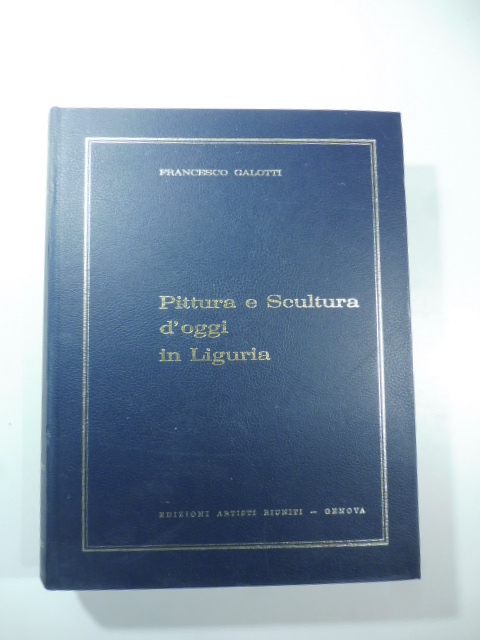 FRANCESCO GALOTTI
Pittura e Scultura
d'oggi
in Liguria
EDIZIONI ARTISTI RIUNITI — GENOVA